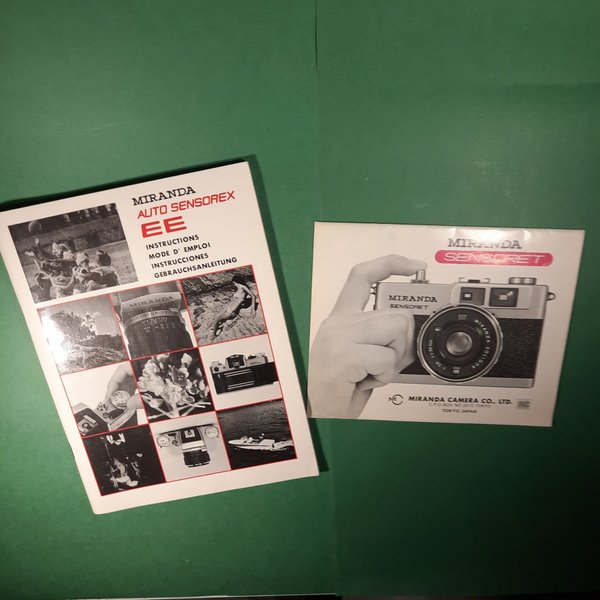 MIRANDA
AUTO SENSOREX
EE
INSTRUCTIONS
MODE D' EMPLOI
INSTRUCCIONES
GEBRAUCHSANLEITUNG
MIRANDA
MIRANDA
SENSORET
MIRANDA
SENSORET
MIRANDA CAMERA CO., LTD.
TOKYO JAPAN